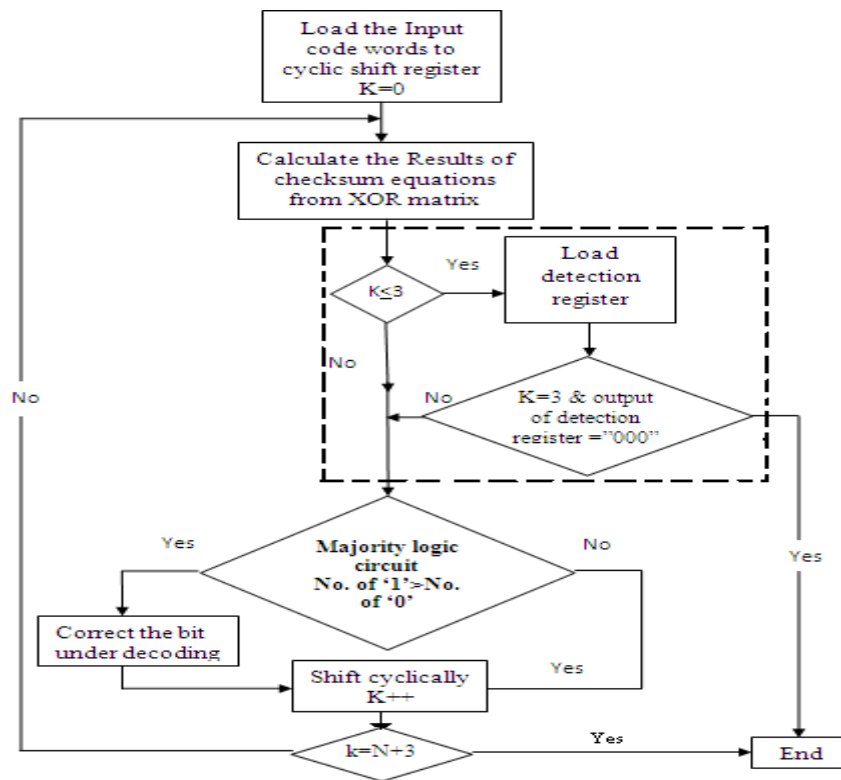 Load the Input
code words to
cyclic shift register
K=0
Calculate the Results of
checksum equations
from XOR matrix
K≤3
Yes
Load
detection
register
No
K=3 & output
of detection
register ="000"
No
Yes
No
Majority logic
circuit
No. of '1'>No.
of '0'
Yes
No
Correct the bit
under decoding
Shift cyclically
K++
Yes
k=N+3
Yes
End